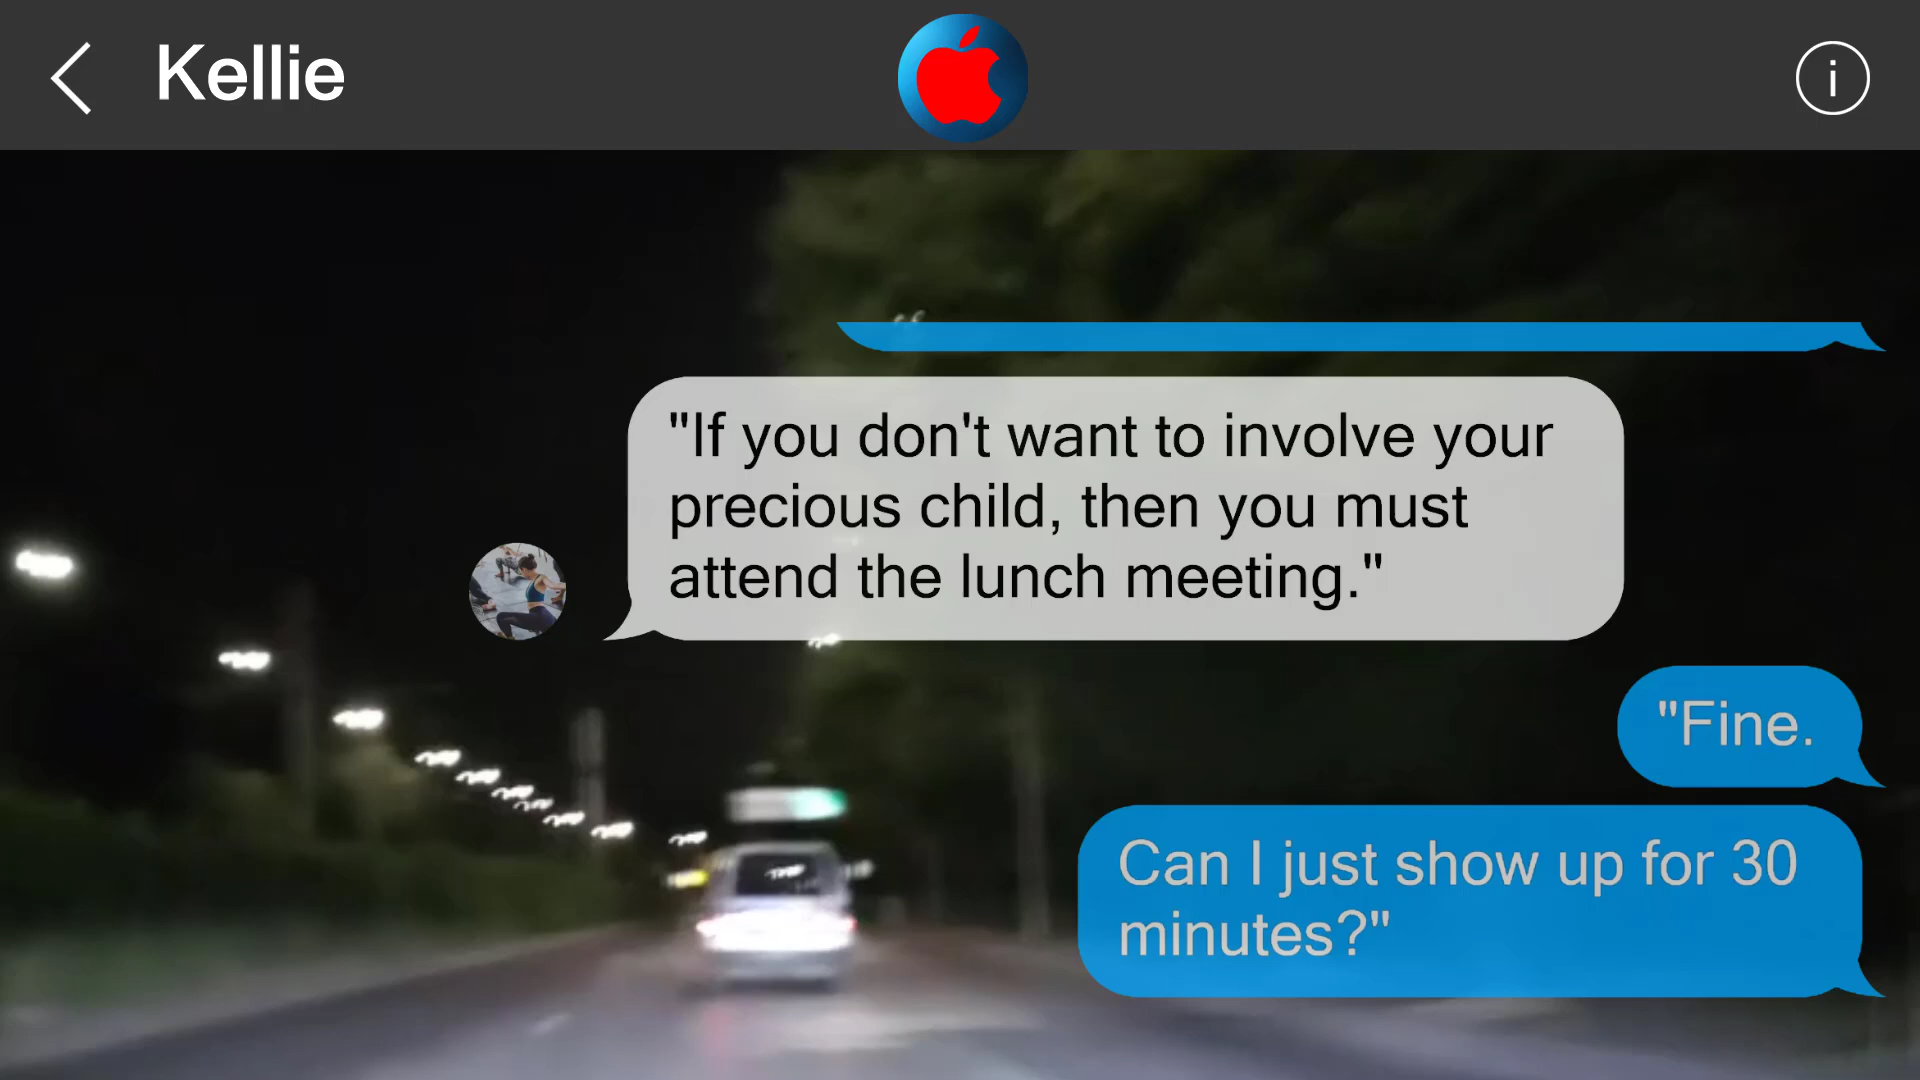 Kellie
i
"If you don't want to involve your
precious child, then you must
attend the lunch meeting."
"Fine.
Can I just show up for 30
minutes?"